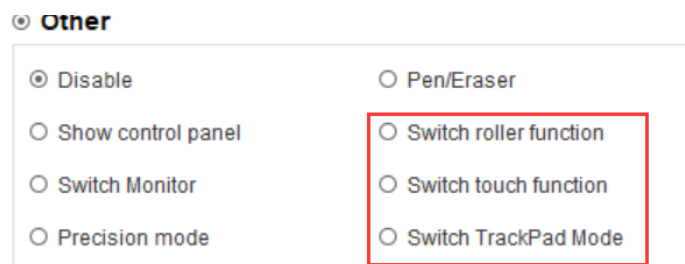 Other
Disable
Pen/Eraser
Show control panel
Switch roller function
Switch Monitor
Switch touch function
Precision mode
Switch TrackPad Mode